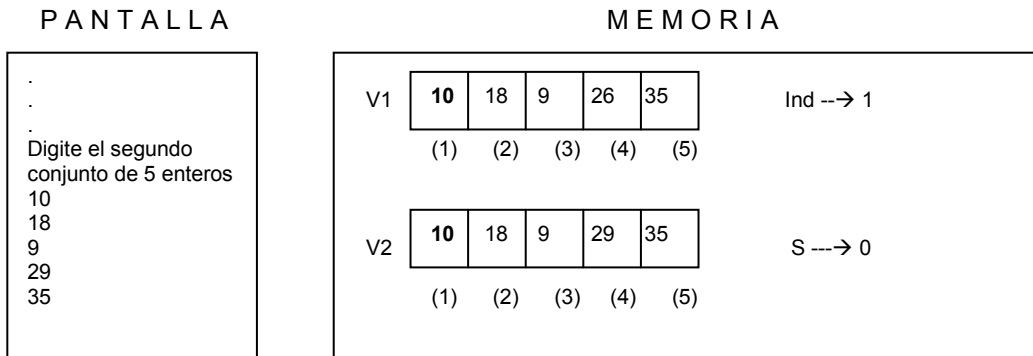 P A N T A L L A
M E M O R I A
.
.
.
Digite el segundo
conjunto de 5 enteros
10
18
9
29
35
V1 10 18 9 26 35 Ind --→ 1
(1) (2) (3) (4) (5)
V2 10 18 9 29 35 S ---→ 0
(1) (2) (3) (4) (5)